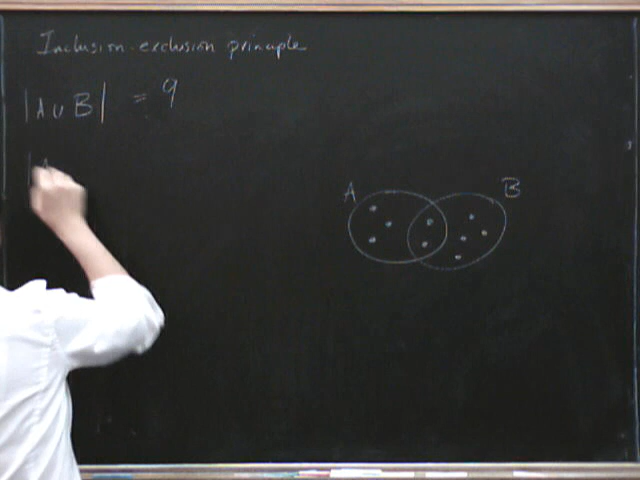 Inclusion-exclusion principle
|A ∪ B| = 9
| A
A B